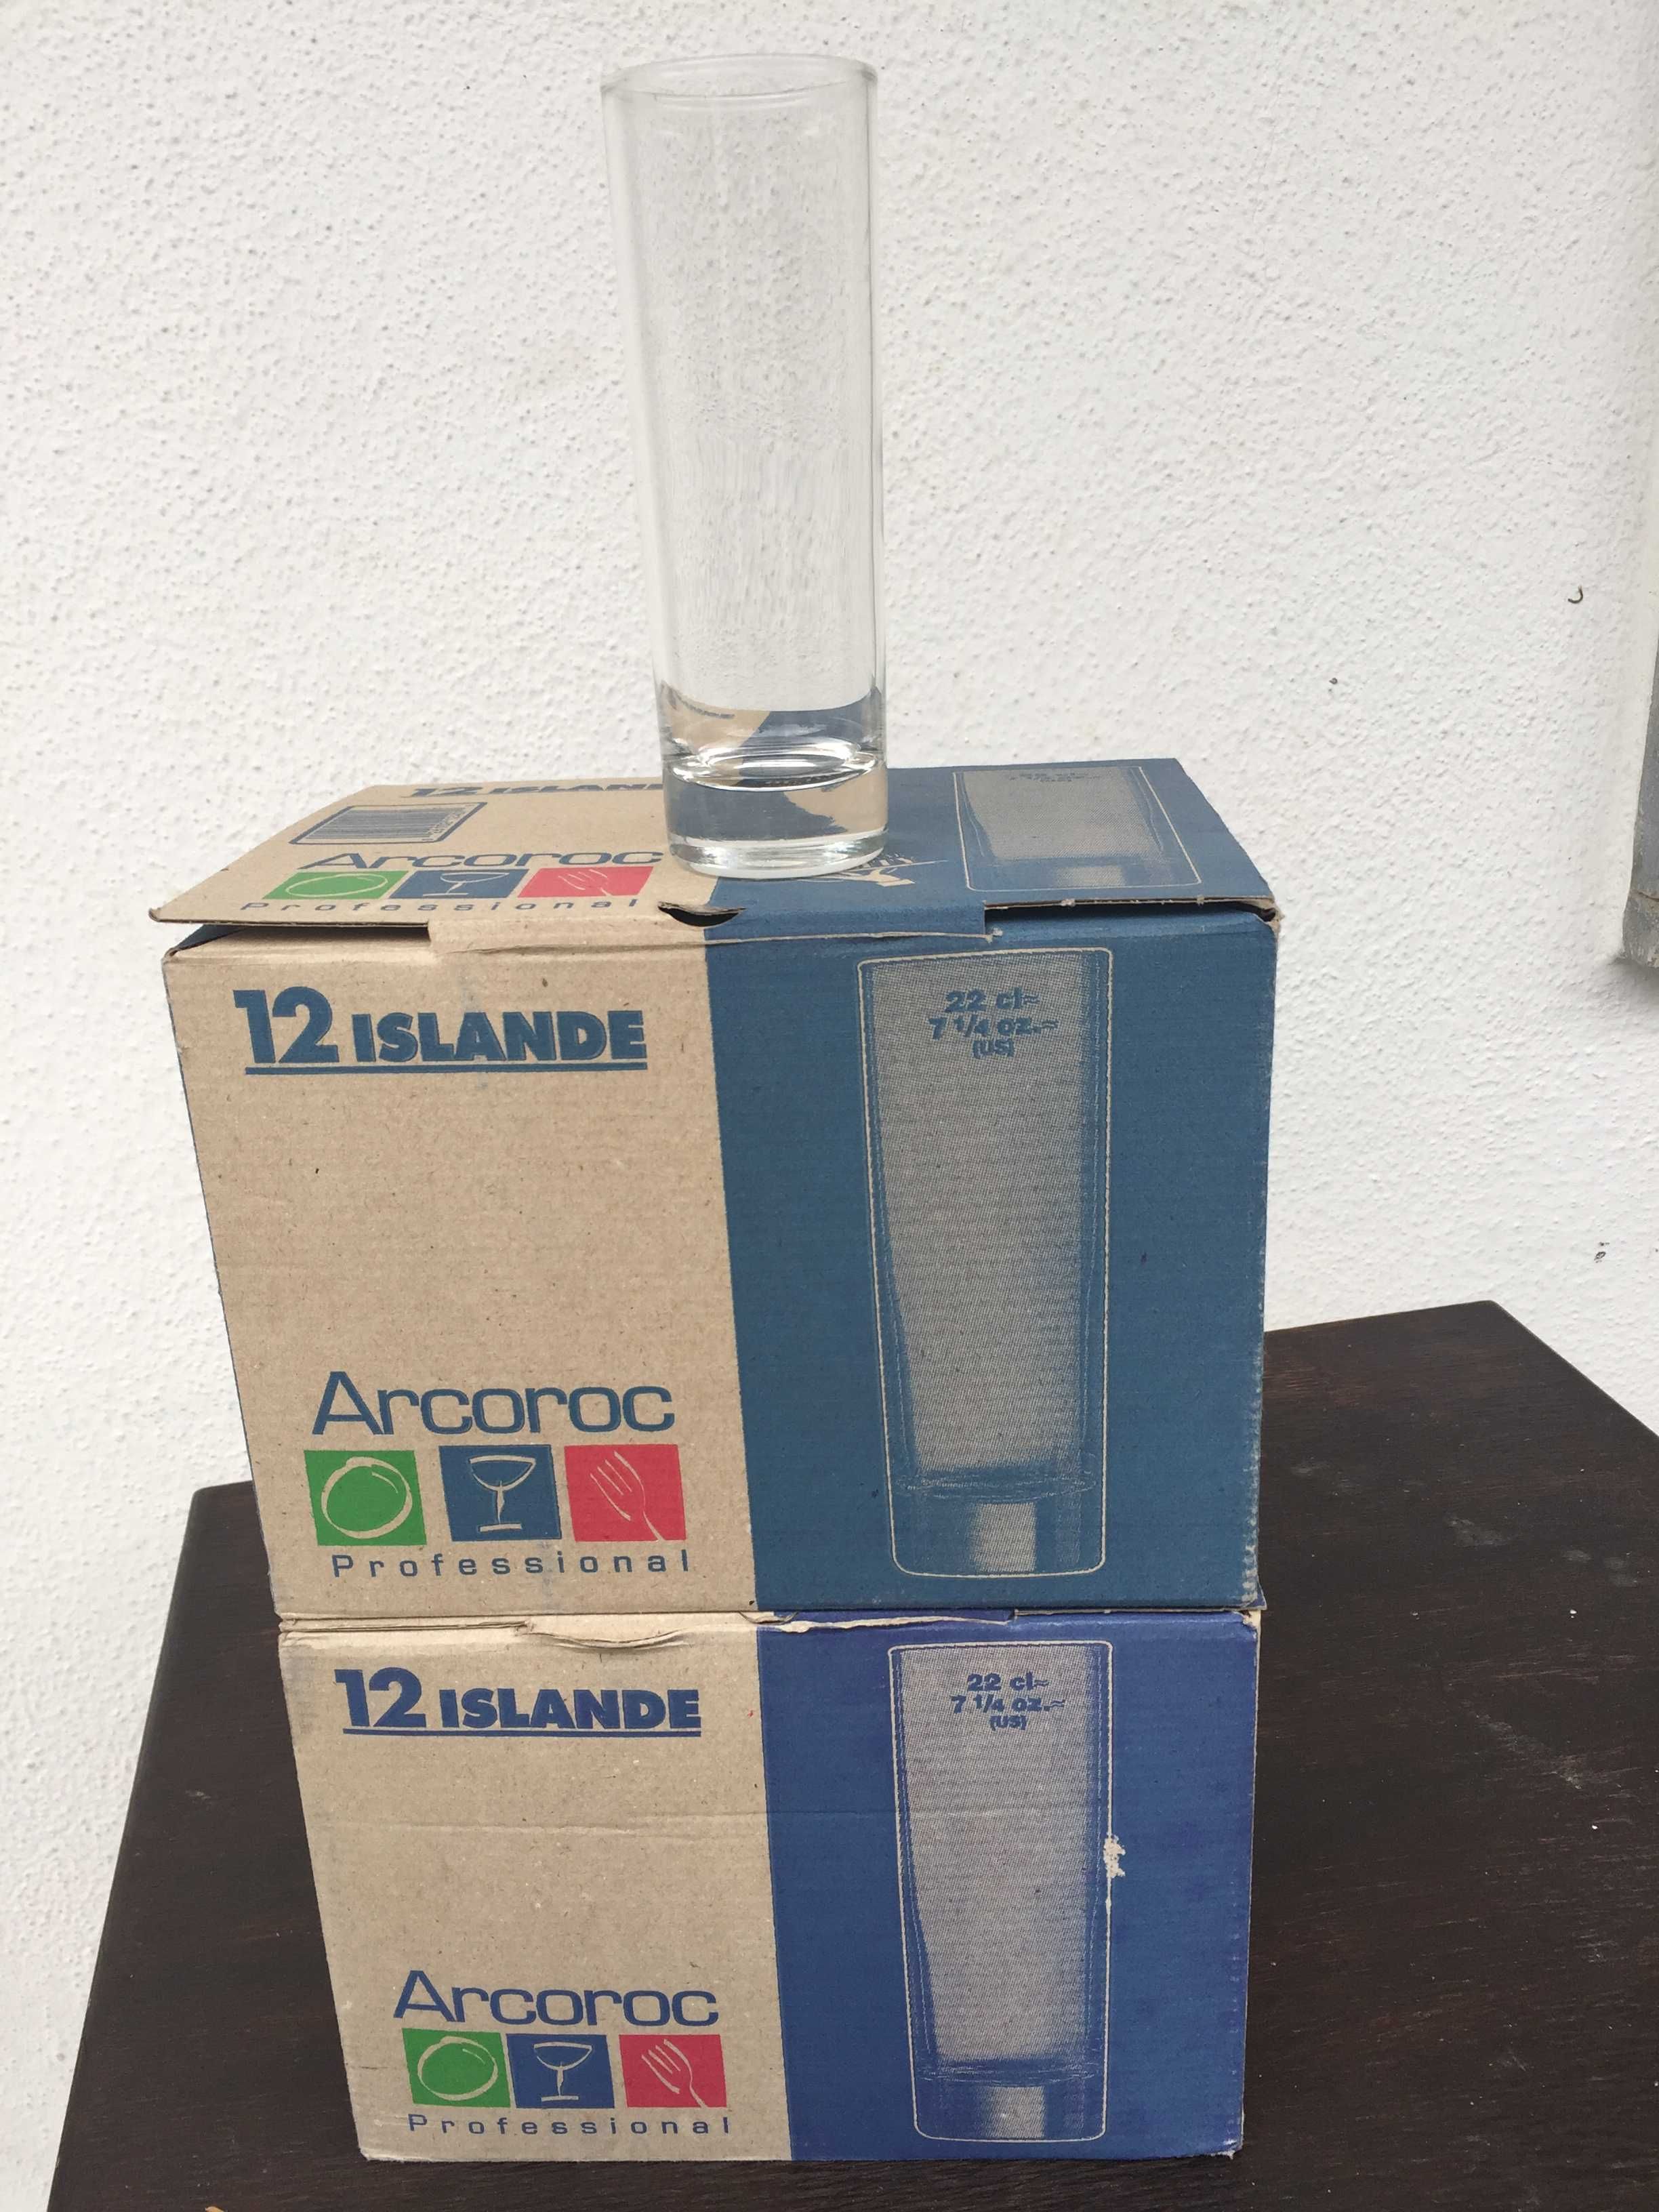 12 ISLANDE
Arcoroc
Professional
12 ISLANDE
22 cl≈
7 1/4 oz.≈
(US)
Arcoroc
Professional
12 ISLANDE
22 cl≈
7 1/4 oz.≈
(US)
Arcoroc
Professional